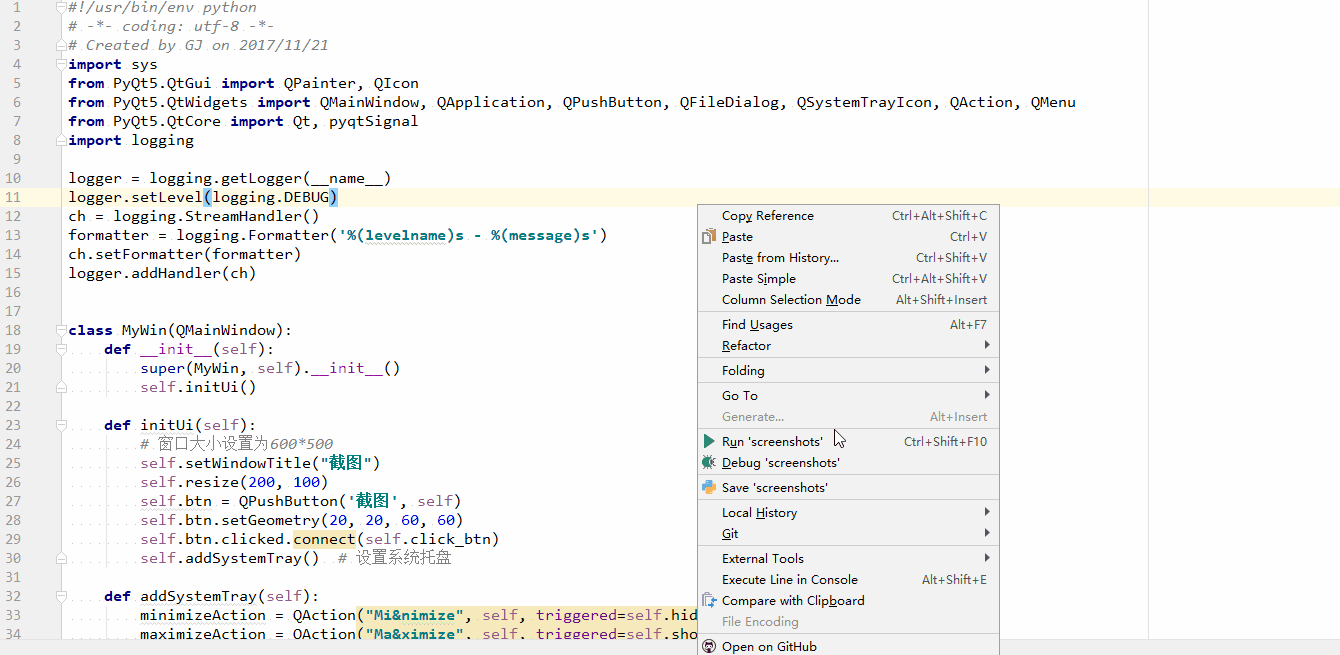 1 #!/usr/bin/env python
2 # -*- coding: utf-8 -*-
3 # Created by GJ on 2017/11/21
4 import sys
5 from PyQt5.QtGui import QPainter, QIcon
6 from PyQt5.QtWidgets import QMainWindow, QApplication, QPushButton, QFileDialog, QSystemTrayIcon, QAction, QMenu
7 from PyQt5.QtCore import Qt, pyqtSignal
8 import logging
9
10 logger = logging.getLogger(__name__)
11 logger.setLevel(logging.DEBUG)
12 ch = logging.StreamHandler()
13 formatter = logging.Formatter('%(levelname)s - %(message)s')
14 ch.setFormatter(formatter)
15 logger.addHandler(ch)
16
17
18 class MyWin(QMainWindow):
19 def __init__(self):
20 super(MyWin, self).__init__()
21 self.initUi()
22
23 def initUi(self):
24 # 窗口大小设置为600*500
25 self.setWindowTitle("截图")
26 self.resize(200, 100)
27 self.btn = QPushButton('截图', self)
28 self.btn.setGeometry(20, 20, 60, 60)
29 self.btn.clicked.connect(self.click_btn)
30 self.addSystemTray() # 设置系统托盘
31
32 def addSystemTray(self):
33 minimizeAction = QAction("Mi&nimize", self, triggered=self.hid
34 maximizeAction = QAction("Ma&ximize", self, triggered=self.sho
Copy Reference Ctrl+Alt+Shift+C
Paste Ctrl+V
Paste from History... Ctrl+Shift+V
Paste Simple Ctrl+Alt+Shift+V
Column Selection Mode Alt+Shift+Insert
Find Usages Alt+F7
Refactor
Folding
Go To
Generate... Alt+Insert
Run 'screenshots' Ctrl+Shift+F10
Debug 'screenshots'
Save 'screenshots'
Local History
Git
External Tools
Execute Line in Console Alt+Shift+E
Compare with Clipboard
File Encoding
Open on GitHub